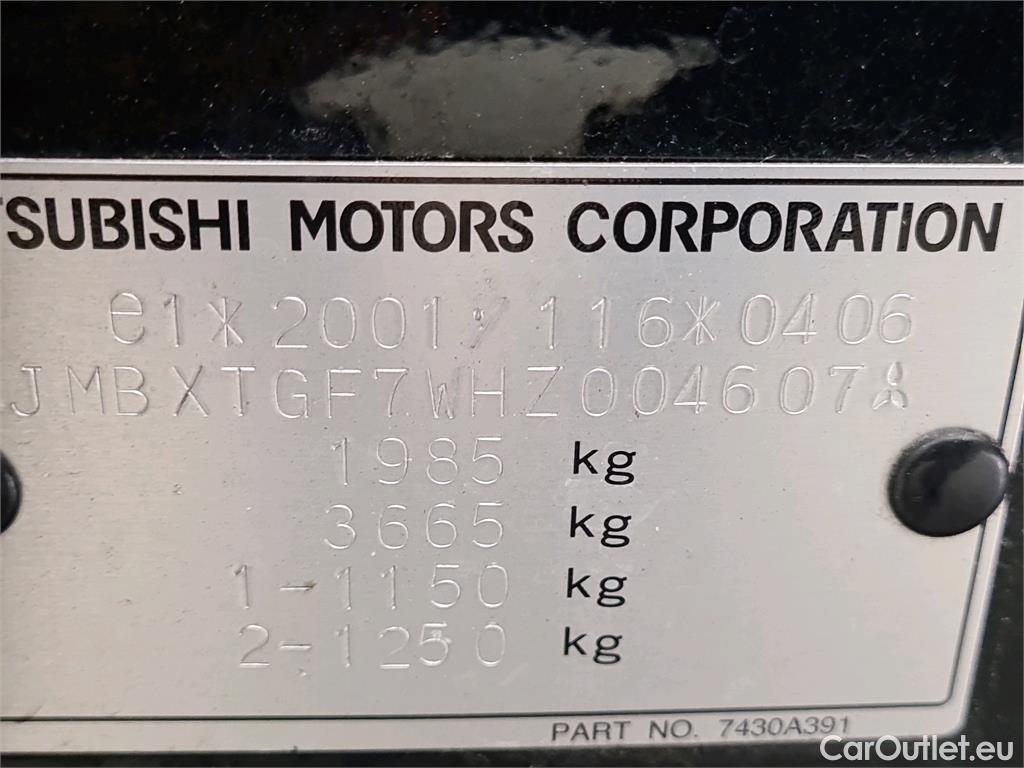 TSUBISHI MOTORS CORPORATION
e1*2001/116*0406
JMBXTGF7WHZ004607
1985 kg
3665 kg
1-1150 kg
2-1250 kg
PART NO. 7430A391
CarOutlet.eu